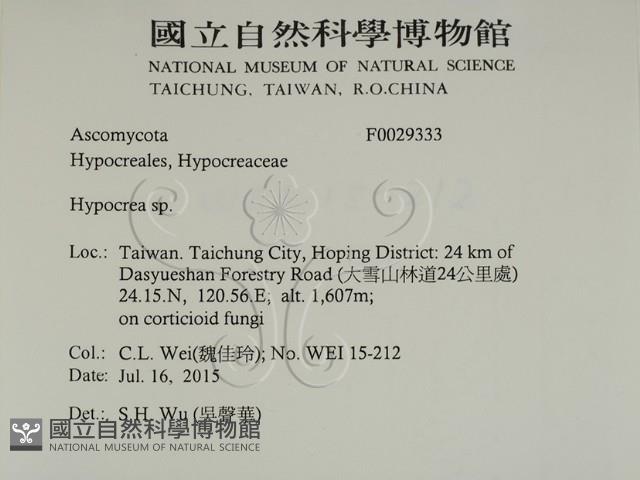 國立自然科學博物館
NATIONAL MUSEUM OF NATURAL SCIENCE
TAICHUNG, TAIWAN, R.O.CHINA
Ascomycota F0029333
Hypocreales, Hypocreaceae
Hypocrea sp.
Loc.: Taiwan. Taichung City, Hoping District: 24 km of
Dasyueshan Forestry Road (大雪山林道24公里處)
24.15.N, 120.56.E, alt. 1,607m;
on corticioid fungi
Col.: C.L. Wei(魏佳玲); No. WEI 15-212
Date: Jul. 16, 2015
Det.: S.H. Wu (吳聲華)
國立自然科學博物館
NATIONAL MUSEUM OF NATURAL SCIENCE